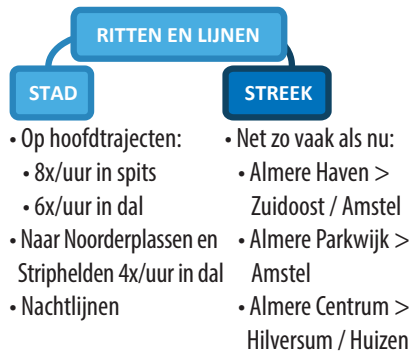 RITTEN EN LIJNEN
STAD
• Op hoofdtrajecten:
• 8x/uur in spits
• 6x/uur in dal
• Naar Noorderplassen en
Striphelden 4x/uur in dal
• Nachtlijnen
STREEK
• Net zo vaak als nu:
• Almere Haven >
Zuidoost / Amstel
• Almere Parkwijk >
Amstel
• Almere Centrum >
Hilversum / Huizen